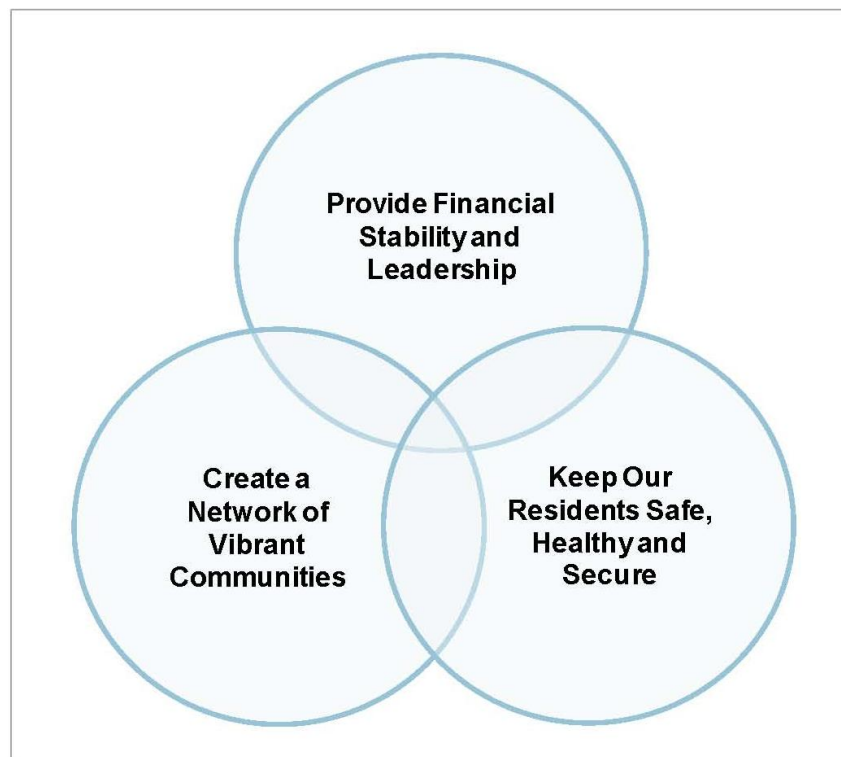 Provide Financial
Stability and
Leadership
Create a
Network of
Vibrant
Communities
Keep Our
Residents Safe,
Healthy and
Secure